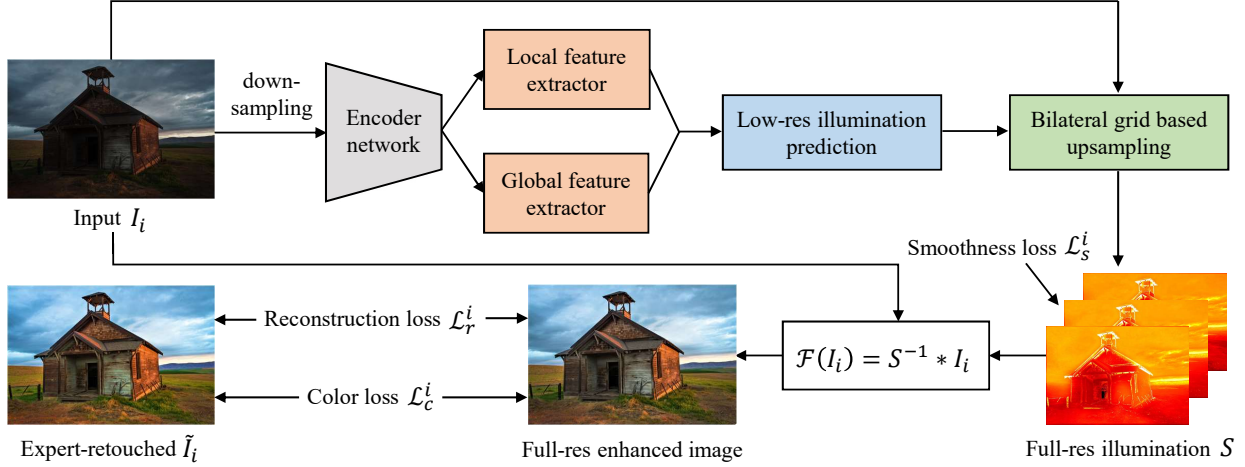 down-
sampling
Encoder
network
Local feature
extractor
Global feature
extractor
Low-res illumination
prediction
Bilateral grid based
upsampling
Input I_i
Smoothness loss ℒ_s^i
Reconstruction loss ℒ_r^i
Color loss ℒ_c^i
ℱ(I_i) = S^{-1} * I_i
Expert-retouched Ĩ_i
Full-res enhanced image
Full-res illumination S